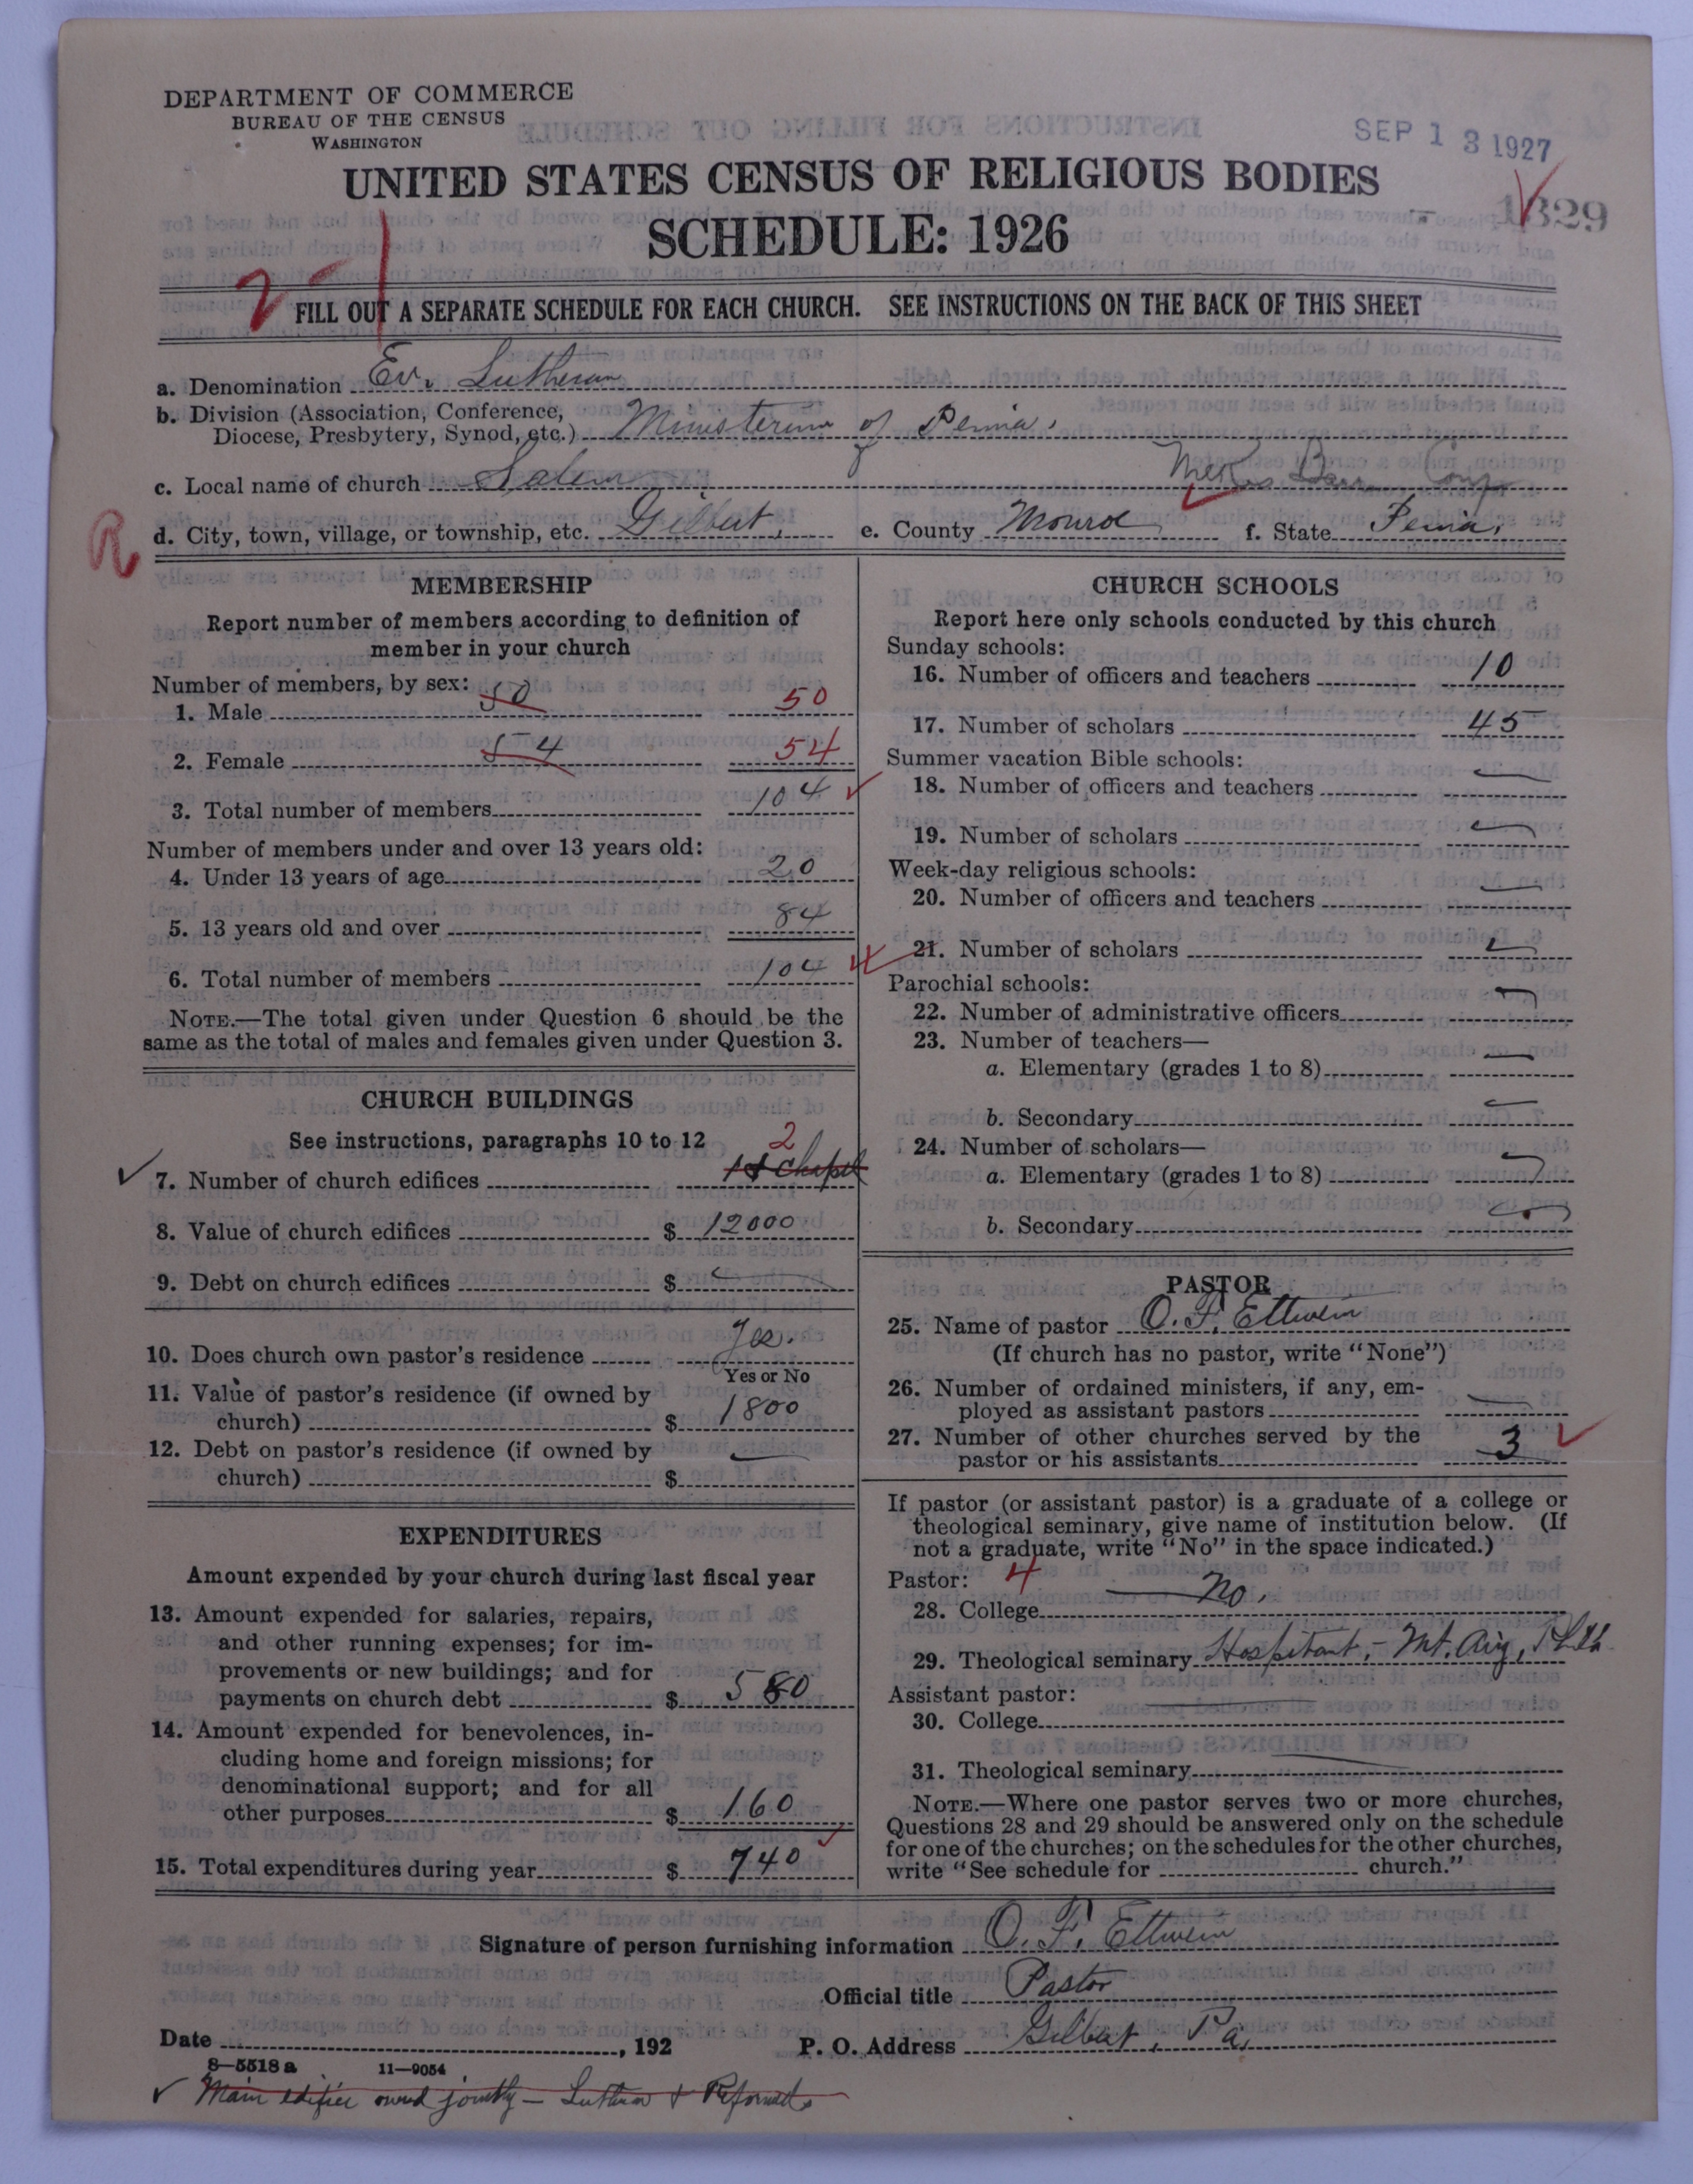 DEPARTMENT OF COMMERCE
BUREAU OF THE CENSUS
WASHINGTON
SEP 13 1927
UNITED STATES CENSUS OF RELIGIOUS BODIES
SCHEDULE: 1926
1329
2-1
FILL OUT A SEPARATE SCHEDULE FOR EACH CHURCH. SEE INSTRUCTIONS ON THE BACK OF THIS SHEET
a. Denomination Ev. Lutheran
b. Division (Association, Conference,
Diocese, Presbytery, Synod, etc.) Ministerium of Penna.
c. Local name of church Salem
R
d. City, town, village, or township, etc. Gilbert, e. County Monroe f. State Penna.
MEMBERSHIP
Report number of members according to definition of
member in your church
Number of members, by sex:
1. Male 50 50
2. Female 54 54
3. Total number of members 104
Number of members under and over 13 years old:
4. Under 13 years of age 20
5. 13 years old and over 84
6. Total number of members 104
NOTE.—The total given under Question 6 should be the
same as the total of males and females given under Question 3.
CHURCH BUILDINGS
See instructions, paragraphs 10 to 12
2
7. Number of church edifices 1 & Chapel
8. Value of church edifices $ 12000
9. Debt on church edifices $ —
10. Does church own pastor's residence Yes.
Yes or No
11. Value of pastor's residence (if owned by
church) $ 1800
12. Debt on pastor's residence (if owned by
church) $ —
EXPENDITURES
Amount expended by your church during last fiscal year
13. Amount expended for salaries, repairs,
and other running expenses; for im-
provements or new buildings; and for
payments on church debt $ 580
14. Amount expended for benevolences, in-
cluding home and foreign missions; for
denominational support; and for all
other purposes $ 160
15. Total expenditures during year $ 740
CHURCH SCHOOLS
Report here only schools conducted by this church
Sunday schools:
16. Number of officers and teachers 10
17. Number of scholars 45
Summer vacation Bible schools:
18. Number of officers and teachers —
19. Number of scholars —
Week-day religious schools:
20. Number of officers and teachers —
21. Number of scholars —
Parochial schools:
22. Number of administrative officers —
23. Number of teachers—
a. Elementary (grades 1 to 8) —
b. Secondary —
24. Number of scholars—
a. Elementary (grades 1 to 8) —
b. Secondary —
PASTOR
25. Name of pastor O. F. Ettwein
(If church has no pastor, write "None")
26. Number of ordained ministers, if any, em-
ployed as assistant pastors —
27. Number of other churches served by the
pastor or his assistants 3
If pastor (or assistant pastor) is a graduate of a college or
theological seminary, give name of institution below. (If
not a graduate, write "No" in the space indicated.)
Pastor: 4
28. College — No.
29. Theological seminary Hospitant, - Mt. Airy,
Assistant pastor:
30. College —
31. Theological seminary —
NOTE.—Where one pastor serves two or more churches,
Questions 28 and 29 should be answered only on the schedule
for one of the churches; on the schedules for the other churches,
write "See schedule for church."
Signature of person furnishing information O. F. Ettwein
Official title Pastor
Date , 192 P. O. Address Gilbert, Pa.
8—5518 a 11—9054
Main edifice owned jointly — Luthern & Reformed.